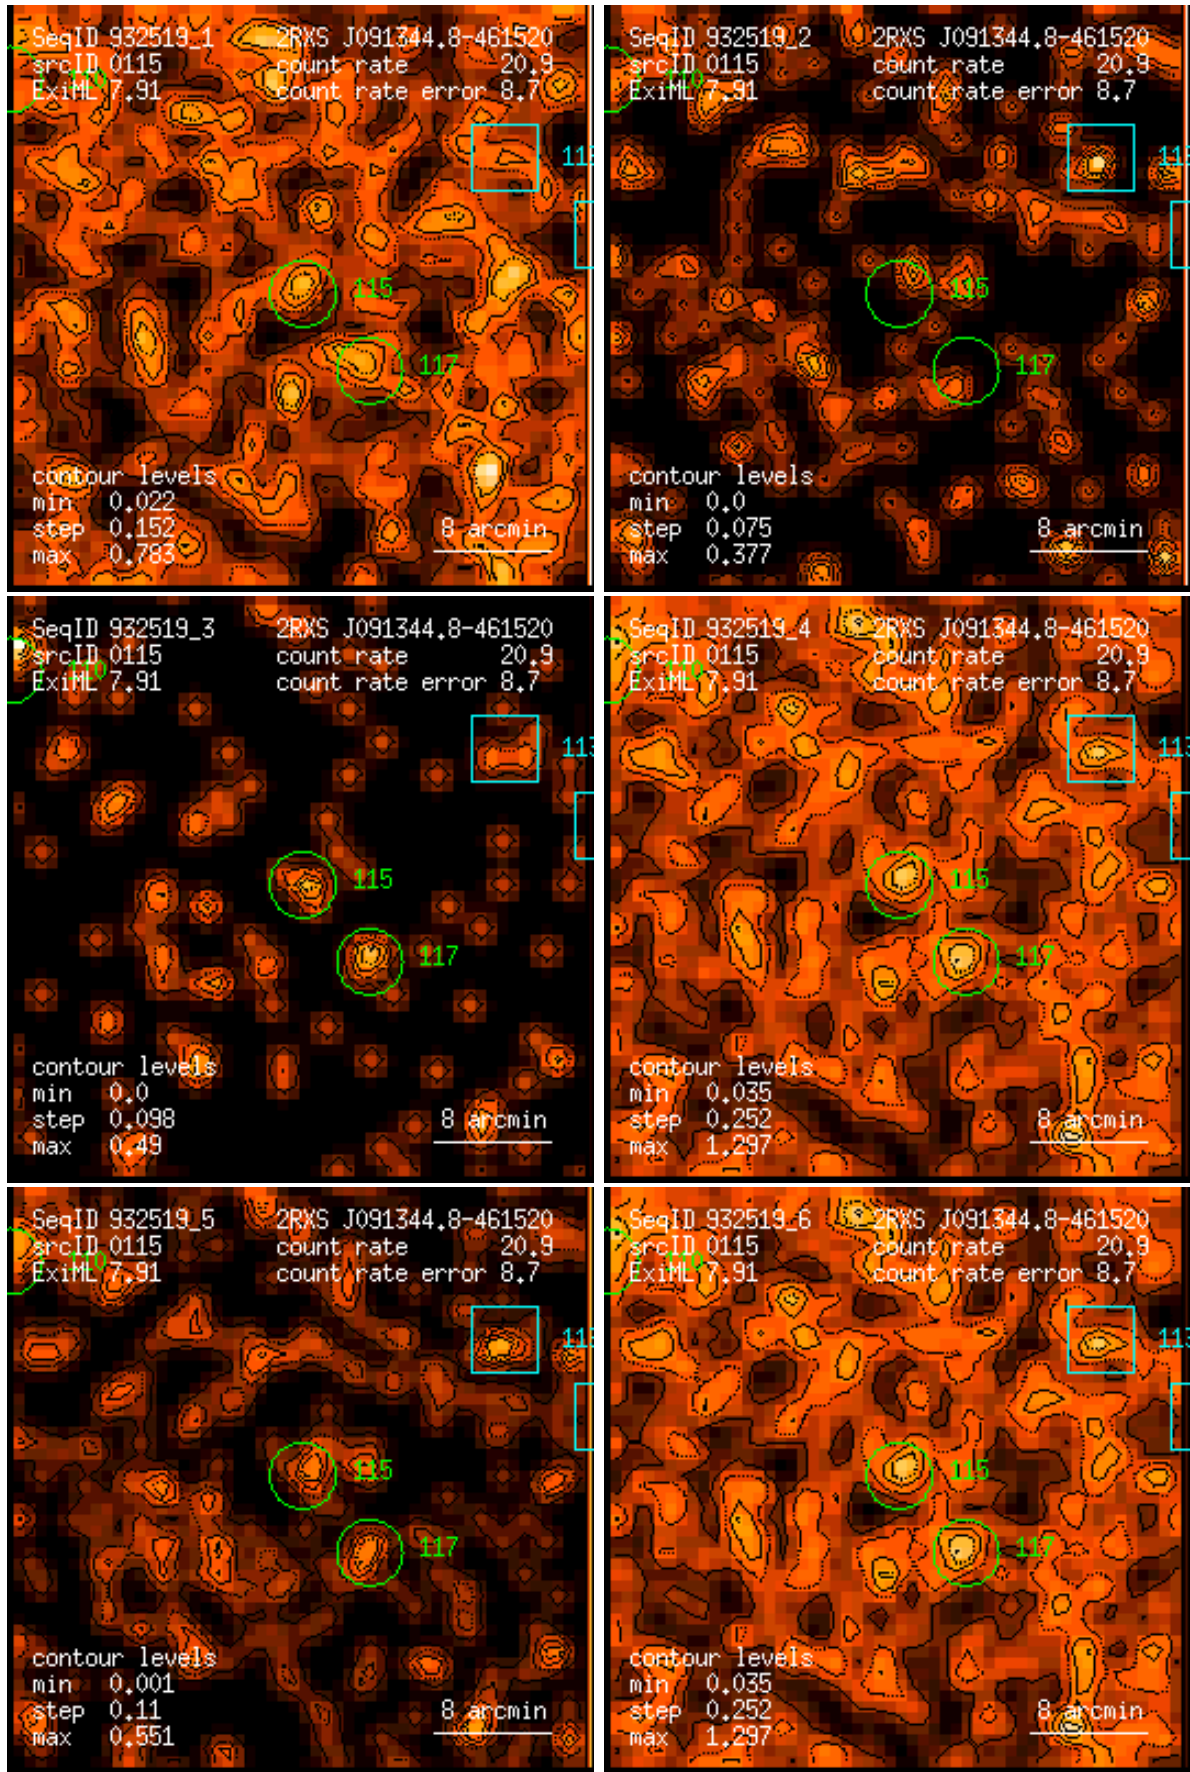 SeqID 932519_1 2RXS J091344.8-461520
srcID 0115 count rate 20.9
110
ExiML 7.91 count rate error 8.7
115
117
contour levels
min 0.022
step 0.152 8 arcmin
max 0.783
SeqID 932519_2 2RXS J091344.8-461520
srcID 0115 count rate 20.9
110
ExiML 7.91 count rate error 8.7
115
117
contour levels
min 0.0
step 0.075 8 arcmin
max 0.377
SeqID 932519_3 2RXS J091344.8-461520
srcID 0115 count rate 20.9
110
ExiML 7.91 count rate error 8.7
113
115
117
contour levels
min 0.0
step 0.098 8 arcmin
max 0.49
SeqID 932519_4 2RXS J091344.8-461520
srcID 0115 count rate 20.9
110
ExiML 7.91 count rate error 8.7
113
115
117
contour levels
min 0.035
step 0.252 8 arcmin
max 1.297
SeqID 932519_5 2RXS J091344.8-461520
srcID 0115 count rate 20.9
110
ExiML 7.91 count rate error 8.7
113
115
117
contour levels
min 0.001
step 0.11 8 arcmin
max 0.551
SeqID 932519_6 2RXS J091344.8-461520
srcID 0115 count rate 20.9
110
ExiML 7.91 count rate error 8.7
113
115
117
contour levels
min 0.035
step 0.252 8 arcmin
max 1.297